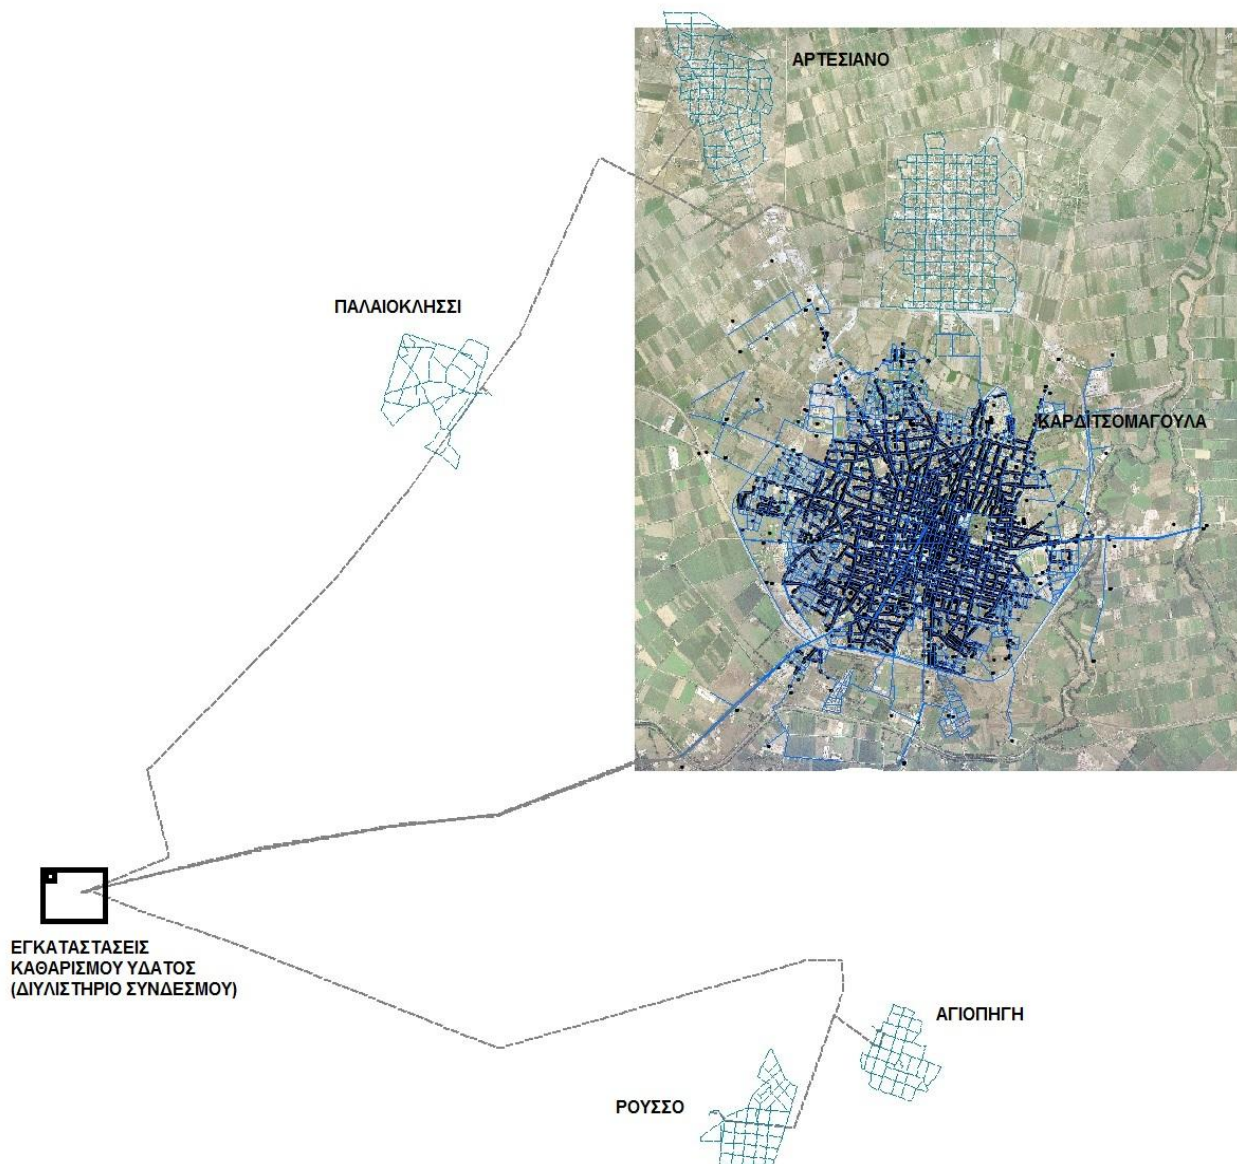 ΑΡΤΕΣΙΑΝΟ
ΠΑΛΑΙΟΚΛΗΣΣΙ
ΚΑΡΔΙΤΣΟΜΑΓΟΥΛΑ
ΕΓΚΑΤΑΣΤΑΣΕΙΣ
ΚΑΘΑΡΙΣΜΟΥ ΥΔΑΤΟΣ
(ΔΙΥΛΙΣΤΗΡΙΟ ΣΥΝΔΕΣΜΟΥ)
ΑΓΙΟΠΗΓΗ
ΡΟΥΣΣΟ